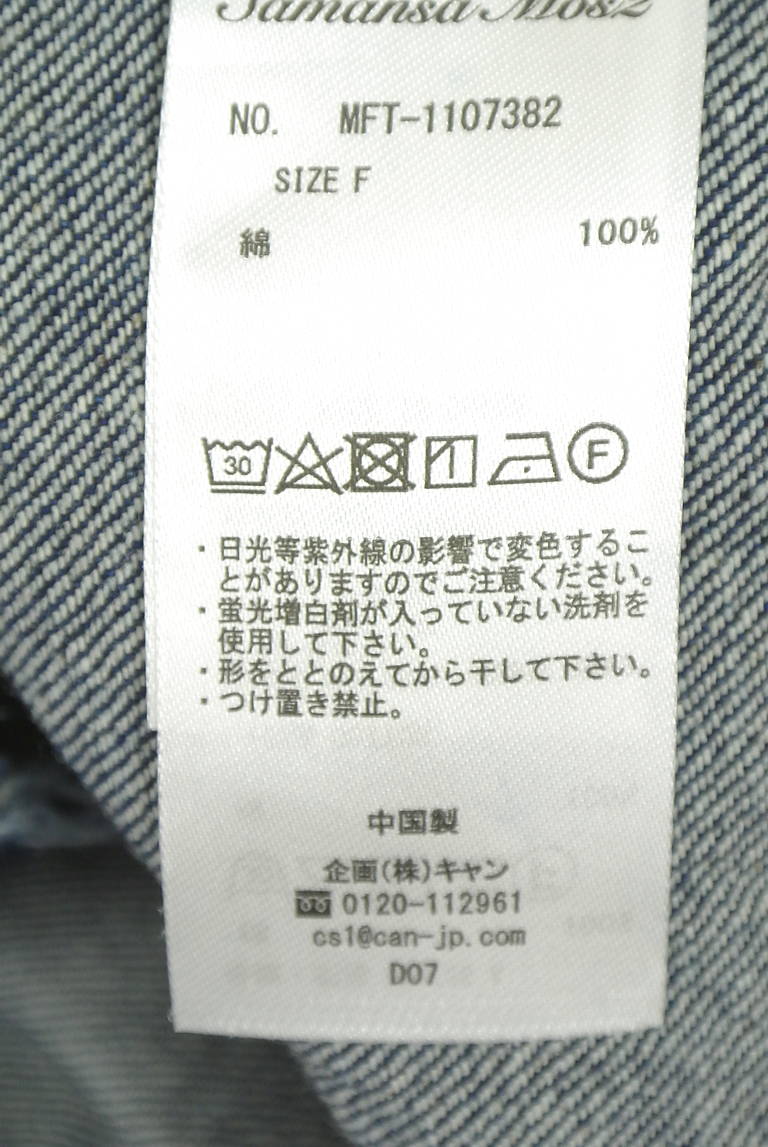 Samansa Mos2
NO. MFT-1107382
SIZE F
綿 100%
30 F
・日光等紫外線の影響で変色するこ
とがありますのでご注意ください。
・蛍光増白剤が入っていない洗剤を
使用して下さい。
・形をととのえてから干して下さい。
・つけ置き禁止。
中国製
企画(株)キャン
0120-112961
cs1@can-jp.com
D07